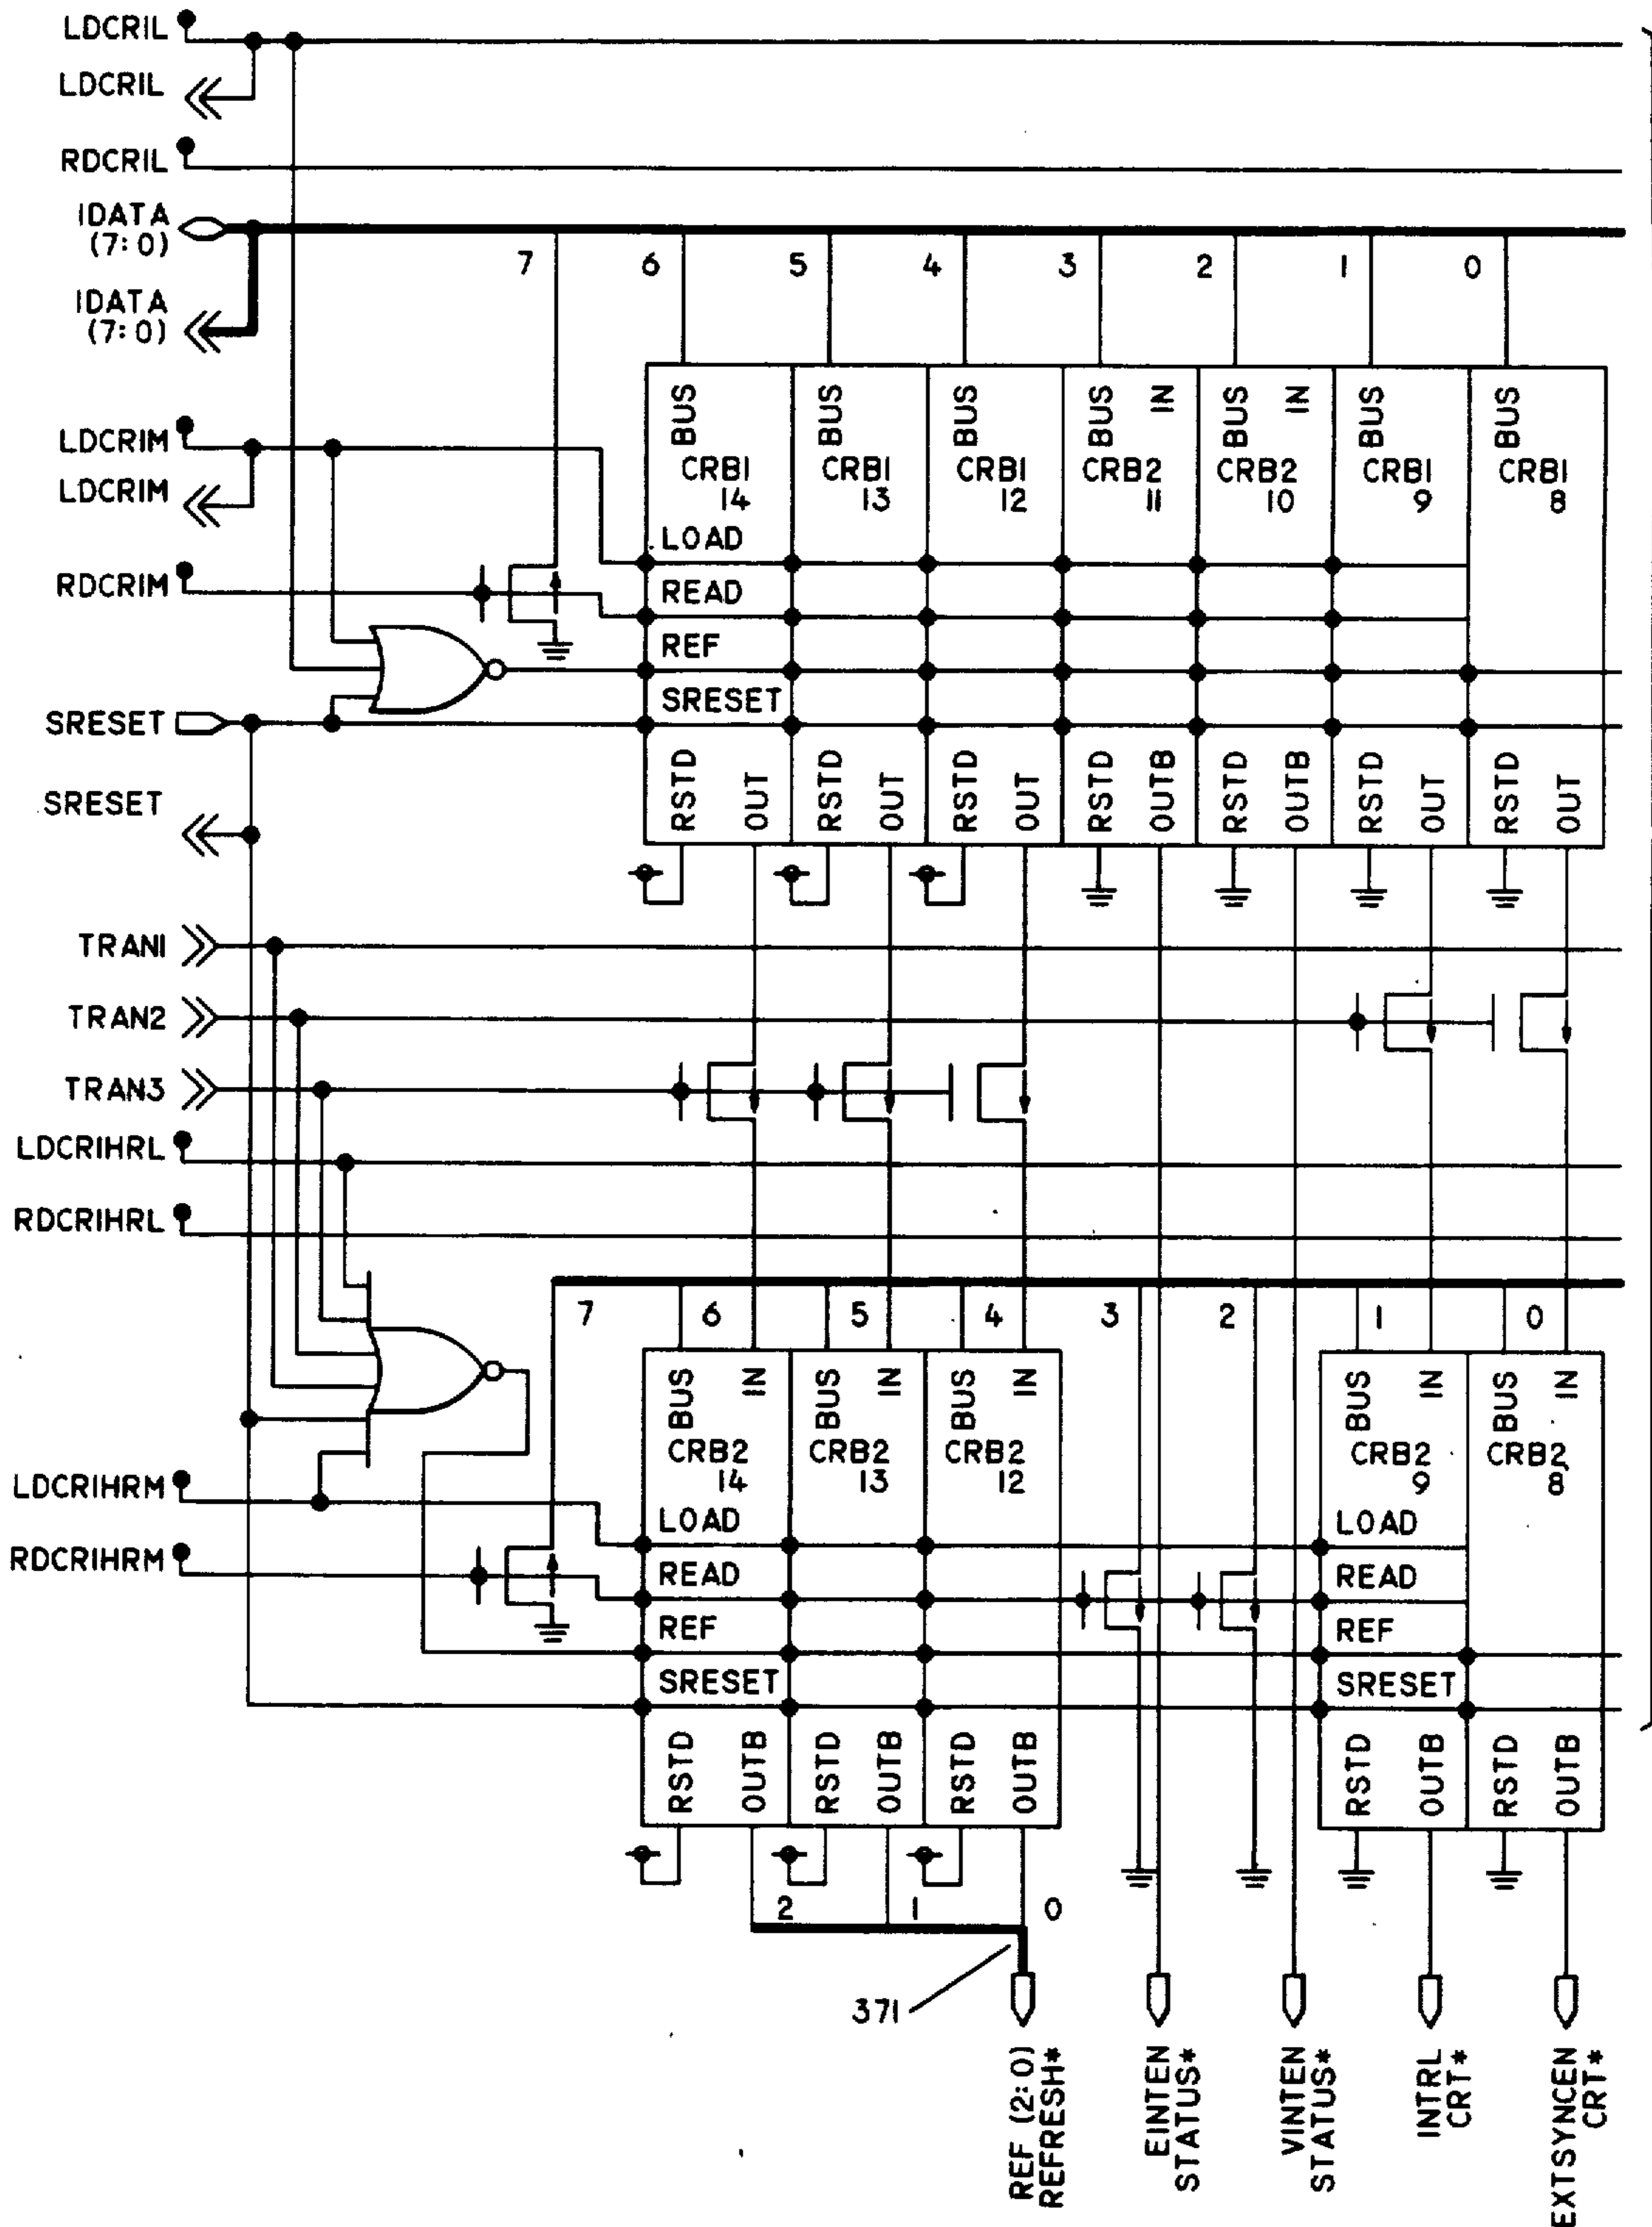 LDCRIL
LDCRIL
RDCRIL
IDATA
(7:0)
7 6 5 4 3 2 1 0
IDATA
(7:0)
BUS BUS BUS BUS IN BUS IN BUS BUS
LDCRIM
CRB1 CRB1 CRB1 CRB2 CRB2 CRB1 CRB1
14 13 12 11 10 9 8
LDCRIM
LOAD
RDCRIM
READ
REF
SRESET
SRESET
RSTD OUT RSTD OUT RSTD OUT RSTD OUTB RSTD OUTB RSTD OUT RSTD OUT
SRESET
TRAN1
TRAN2
TRAN3
LDCRIHRL
RDCRIHRL
7 6 5 4 3 2 1 0
BUS IN BUS IN BUS IN BUS IN BUS IN
CRB2 CRB2 CRB2 CRB2 CRB2
14 13 12 9 8
LDCRIHRM
LOAD LOAD
RDCRIHRM
READ READ
REF REF
SRESET SRESET
RSTD OUTB RSTD OUTB RSTD OUTB RSTD OUTB RSTD OUTB
2 1 0
371
REF (2:0)
REFRESH*
EINTEN
STATUS*
VINTEN
STATUS*
INTRL
CRT*
EXTSYNCEN
CRT*